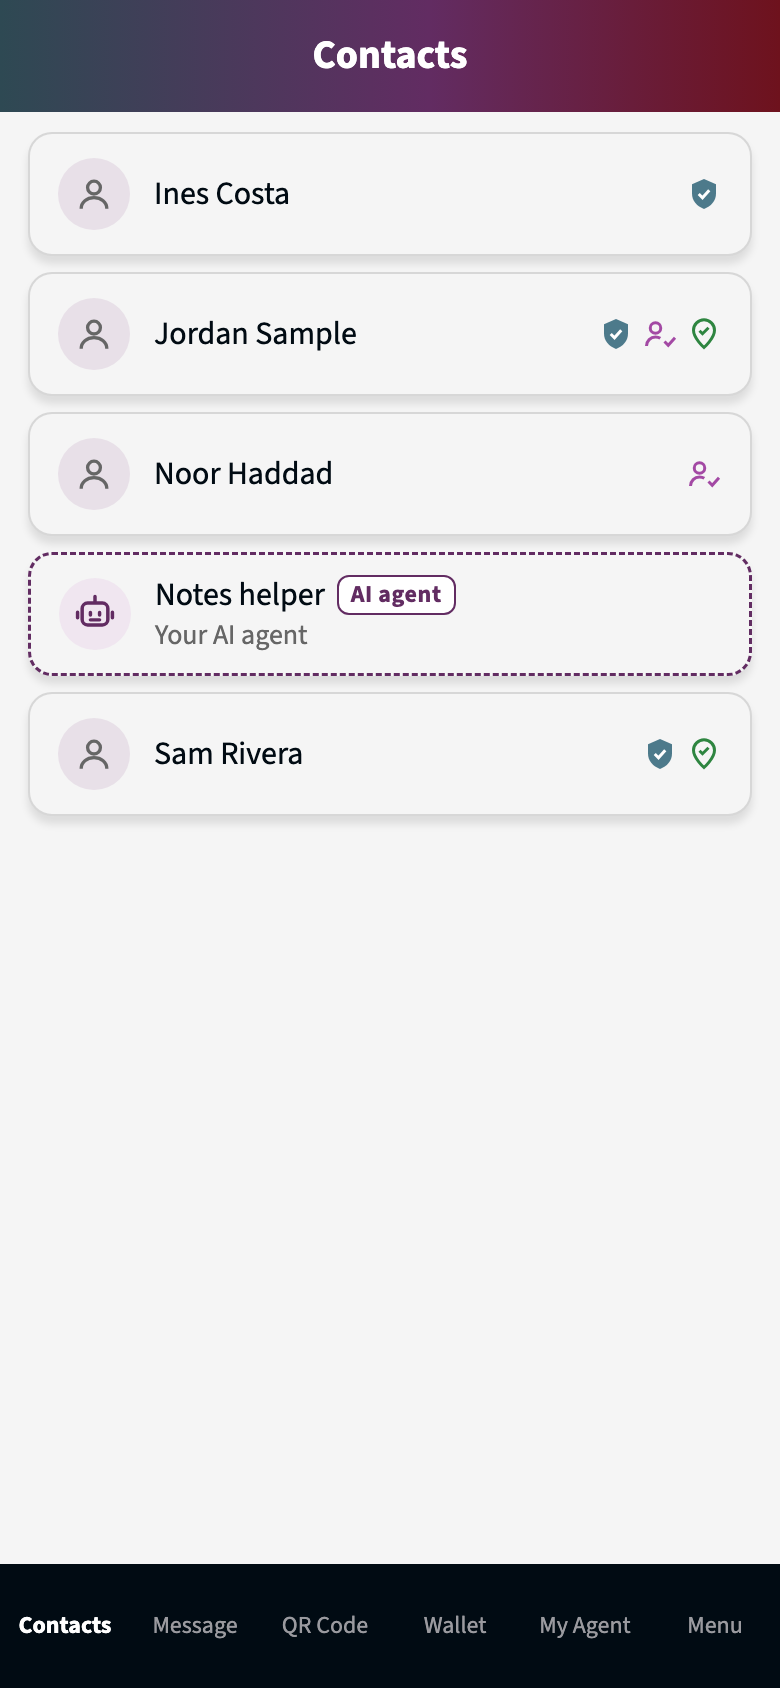 Contacts
Ines Costa
Jordan Sample
Noor Haddad
Notes helper AI agent
Your AI agent
Sam Rivera
Contacts Message QR Code Wallet My Agent Menu